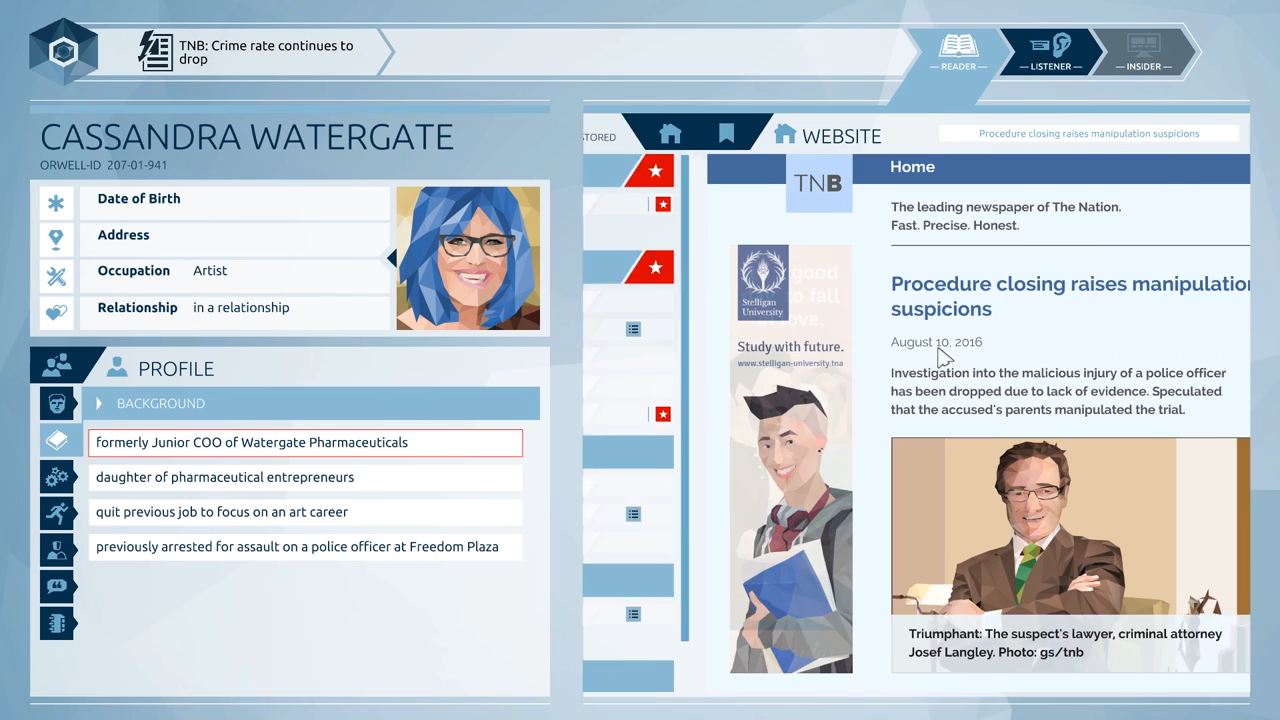 TNB: Crime rate continues to
drop
READER
LISTENER
INSIDER
CASSANDRA WATERGATE
ORWELL-ID 207-01-941
Date of Birth
Address
Occupation Artist
Relationship in a relationship
PROFILE
BACKGROUND
formerly Junior COO of Watergate Pharmaceuticals
daughter of pharmaceutical entrepreneurs
quit previous job to focus on an art career
previously arrested for assault on a police officer at Freedom Plaza
TORED
WEBSITE
Procedure closing raises manipulation suspicions
TNB
Home
The leading newspaper of The Nation.
Fast. Precise. Honest.
good
to fall
love.
Stelligan
University
Study with future.
www.stelligan-university.tna
Procedure closing raises manipulation
suspicions
August 10, 2016
Investigation into the malicious injury of a police officer
has been dropped due to lack of evidence. Speculated
that the accused's parents manipulated the trial.
Triumphant: The suspect's lawyer, criminal attorney
Josef Langley. Photo: gs/tnb